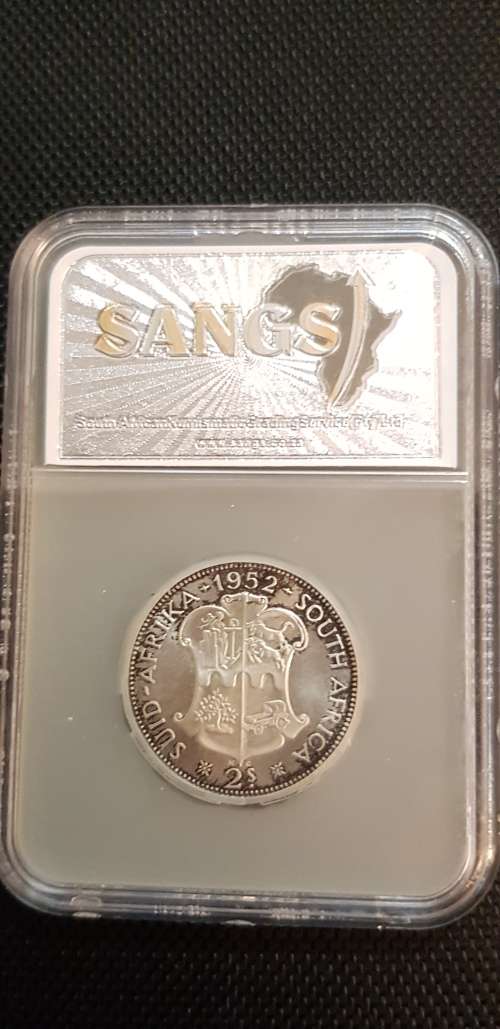 SANGS
South African Numismatic Grading Service (Pty) Ltd
SUID-AFRIKA · 1952 · SOUTH AFRICA
K G
2S